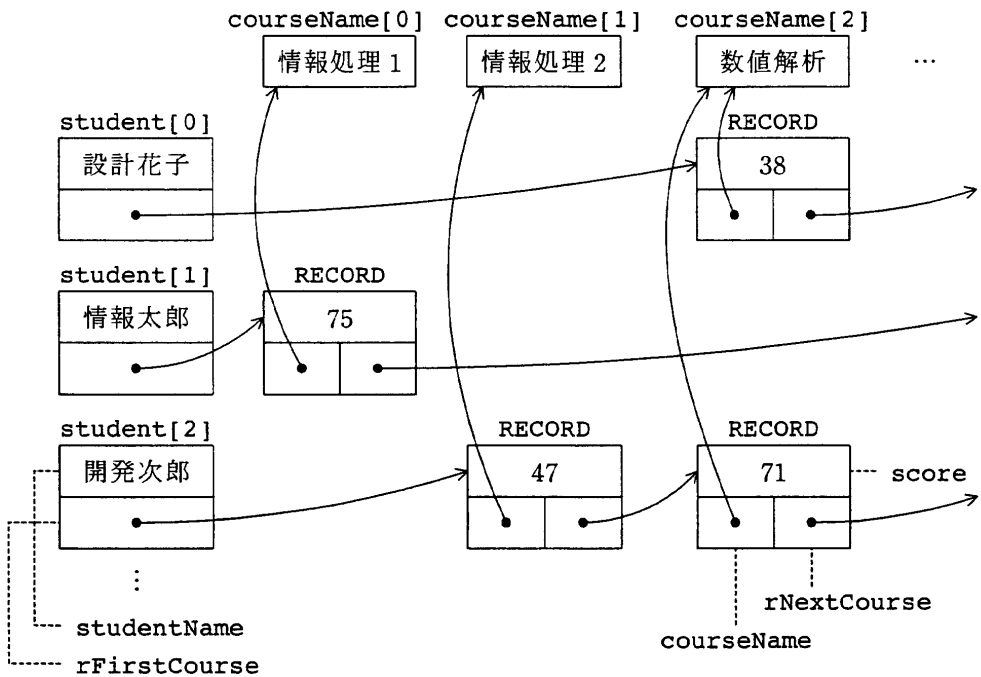 courseName[0] courseName[1] courseName[2]
情報処理1 情報処理2 数値解析 …
student[0] RECORD
設計花子 38
student[1] RECORD
情報太郎 75
student[2] RECORD RECORD
開発次郎 47 71 score
⋮
rNextCourse
studentName
courseName
rFirstCourse